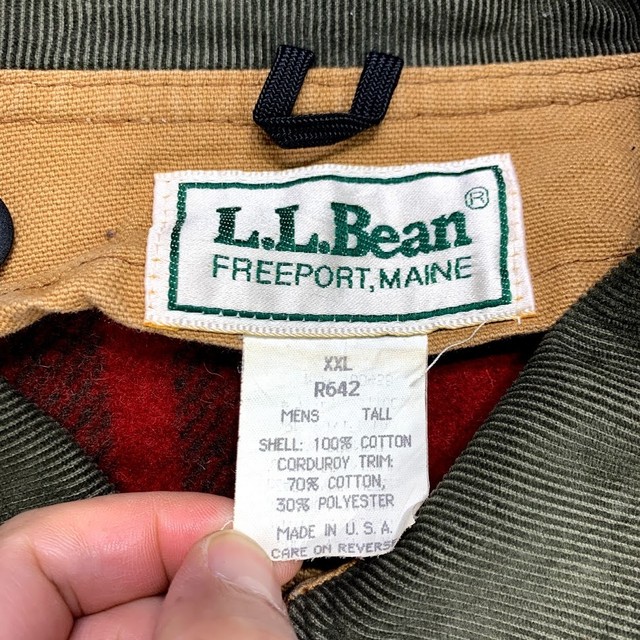 L.L.Bean®
FREEPORT, MAINE
XXL
R642
MENS TALL
SHELL: 100% COTTON
CORDUROY TRIM:
70% COTTON,
30% POLYESTER
MADE IN U.S.A.
CARE ON REVERSE